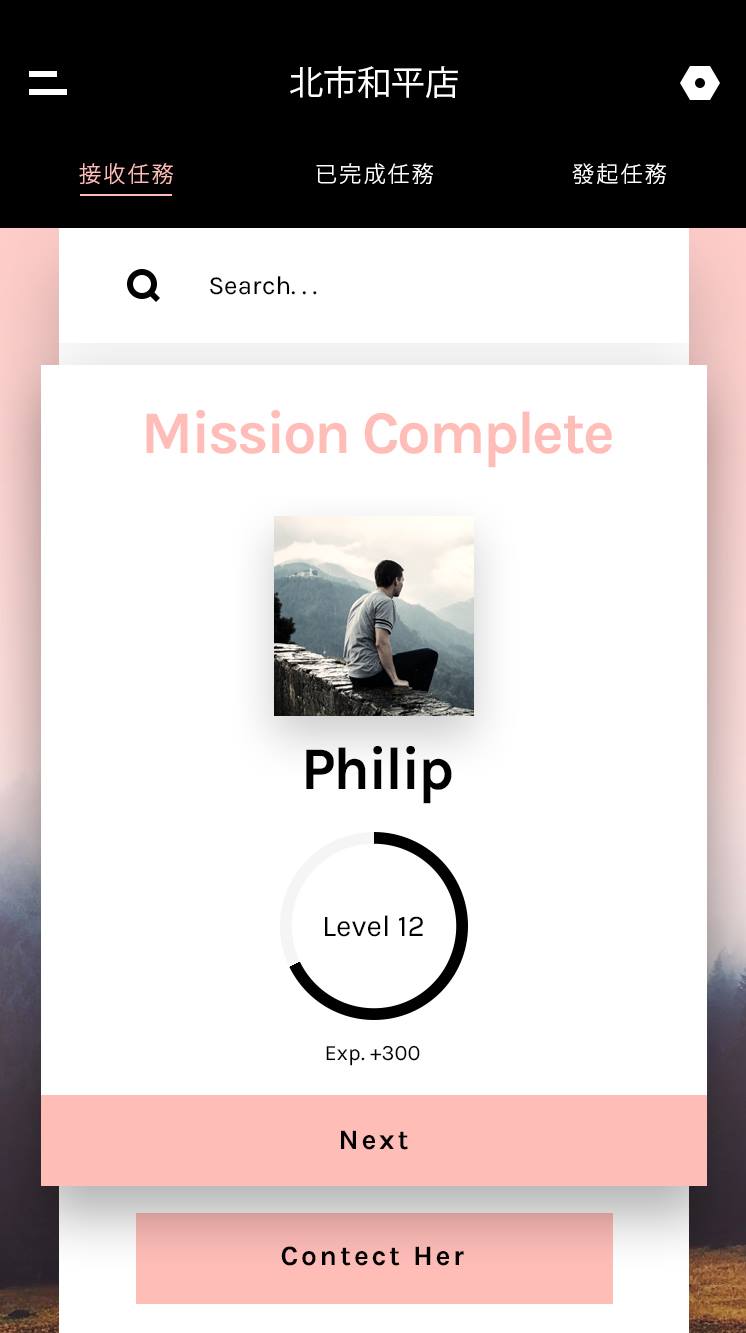 北市和平店
接收任務
已完成任務
發起任務
Search...
Mission Complete
Philip
Level 12
Exp. +300
Next
Contect Her